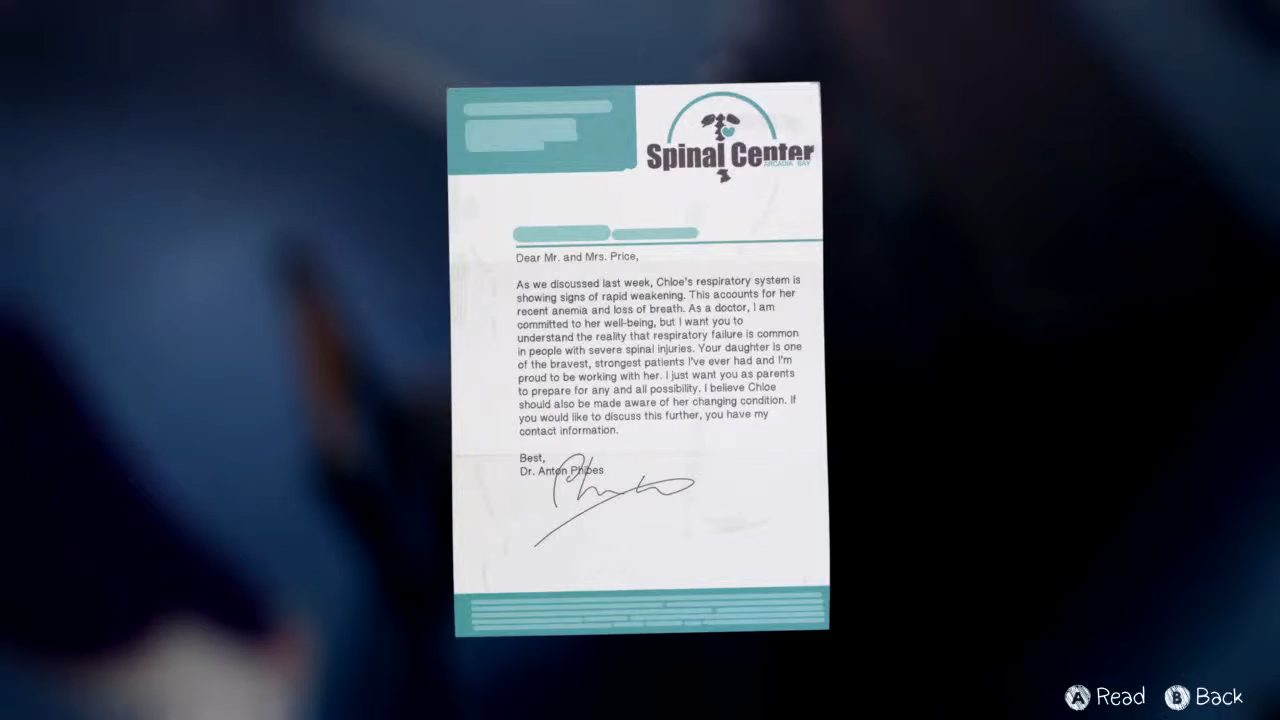 Spinal Center
ARCADIA BAY
Dear Mr. and Mrs. Price,
As we discussed last week, Chloe's respiratory system is
showing signs of rapid weakening. This accounts for her
recent anemia and loss of breath. As a doctor, I am
committed to her well-being, but I want you to
understand the reality that respiratory failure is common
in people with severe spinal injuries. Your daughter is one
of the bravest, strongest patients I've ever had and I'm
proud to be working with her. I just want you as parents
to prepare for any and all possibility. I believe Chloe
should also be made aware of her changing condition. If
you would like to discuss this further, you have my
contact information.
Best,
Dr. Anton Phibes
A Read B Back